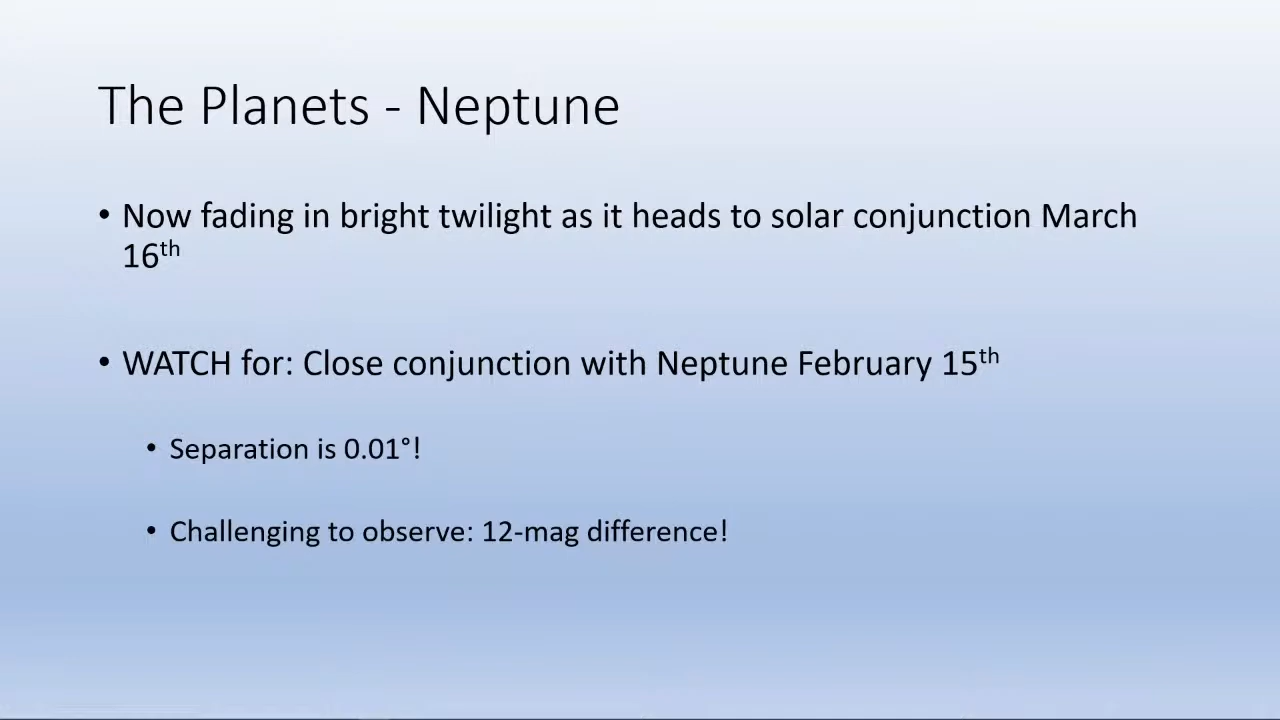 The Planets - Neptune
• Now fading in bright twilight as it heads to solar conjunction March
16th
• WATCH for: Close conjunction with Neptune February 15th
• Separation is 0.01°!
• Challenging to observe: 12-mag difference!